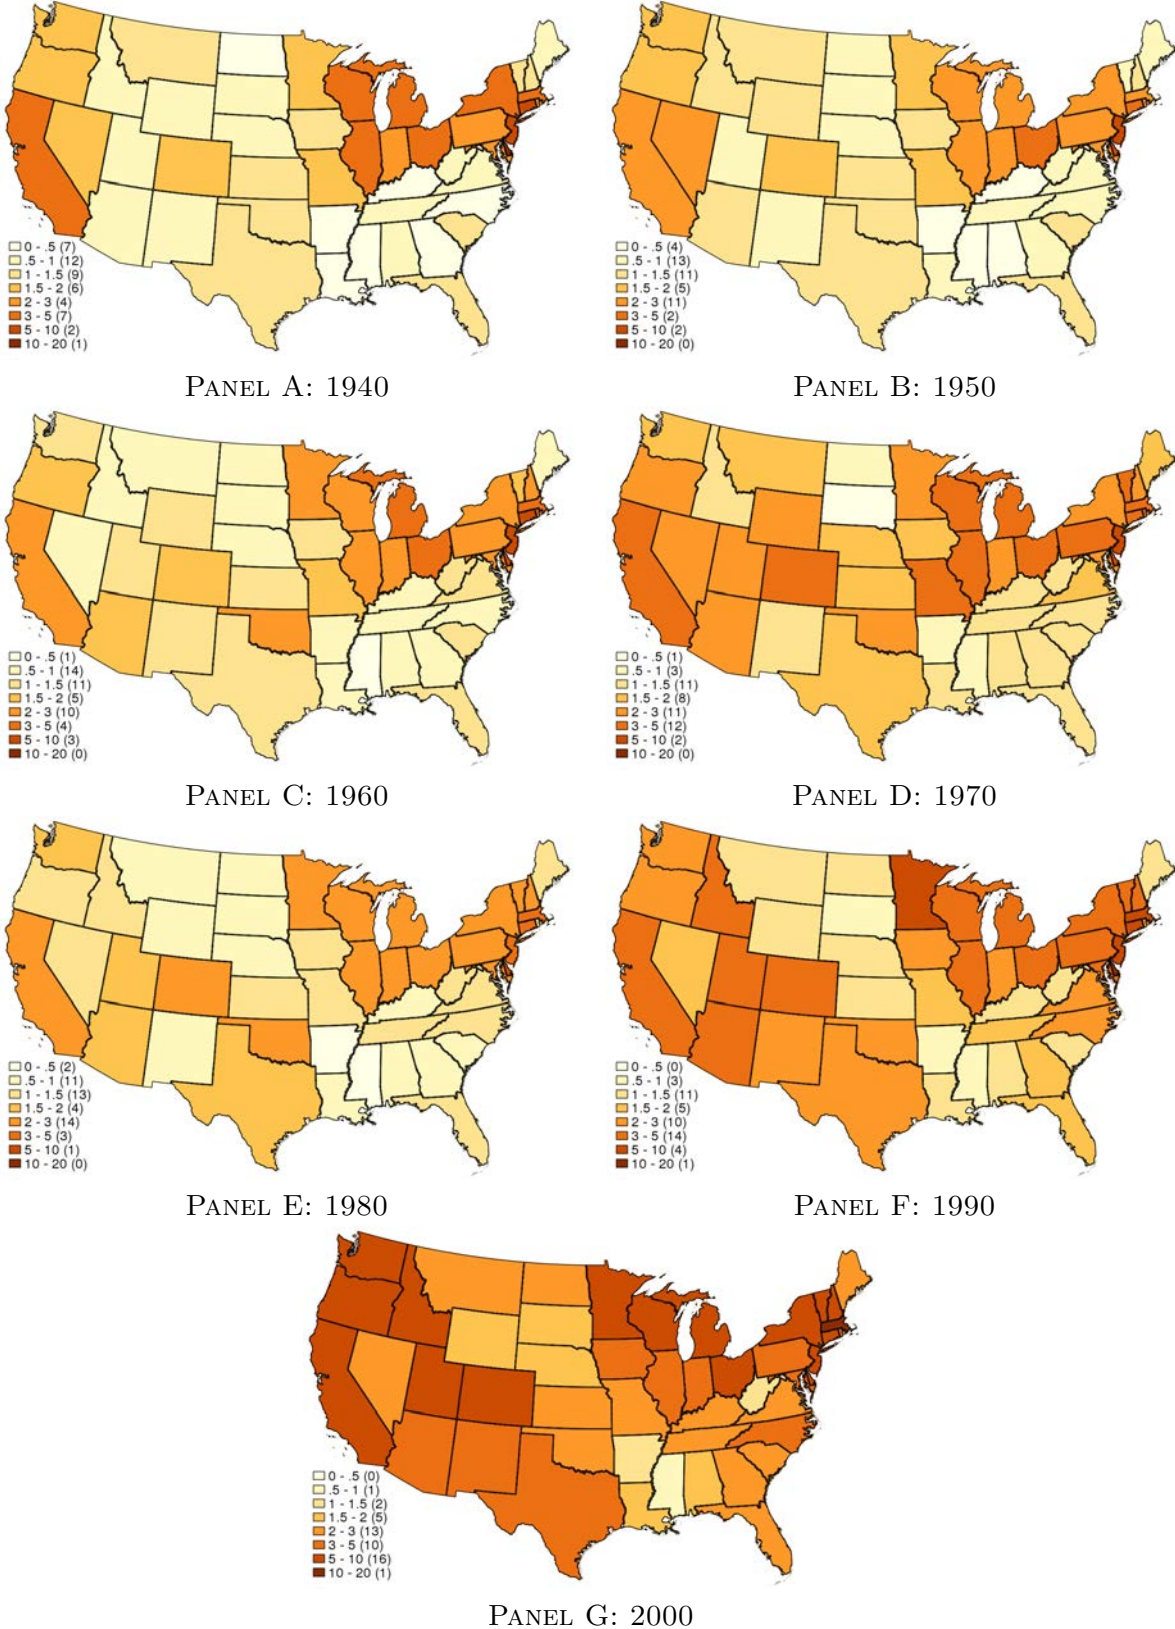 0 - .5 (7)
.5 - 1 (12)
1 - 1.5 (9)
1.5 - 2 (6)
2 - 3 (4)
3 - 5 (7)
5 - 10 (2)
10 - 20 (1)
PANEL A: 1940
0 - .5 (4)
.5 - 1 (13)
1 - 1.5 (11)
1.5 - 2 (5)
2 - 3 (11)
3 - 5 (2)
5 - 10 (2)
10 - 20 (0)
PANEL B: 1950
0 - .5 (1)
.5 - 1 (14)
1 - 1.5 (11)
1.5 - 2 (5)
2 - 3 (10)
3 - 5 (4)
5 - 10 (3)
10 - 20 (0)
PANEL C: 1960
0 - .5 (1)
.5 - 1 (3)
1 - 1.5 (11)
1.5 - 2 (8)
2 - 3 (11)
3 - 5 (12)
5 - 10 (2)
10 - 20 (0)
PANEL D: 1970
0 - .5 (2)
.5 - 1 (11)
1 - 1.5 (13)
1.5 - 2 (4)
2 - 3 (14)
3 - 5 (3)
5 - 10 (1)
10 - 20 (0)
PANEL E: 1980
0 - .5 (0)
.5 - 1 (3)
1 - 1.5 (11)
1.5 - 2 (5)
2 - 3 (10)
3 - 5 (14)
5 - 10 (4)
10 - 20 (1)
PANEL F: 1990
0 - .5 (0)
.5 - 1 (1)
1 - 1.5 (2)
1.5 - 2 (5)
2 - 3 (13)
3 - 5 (10)
5 - 10 (16)
10 - 20 (1)
PANEL G: 2000